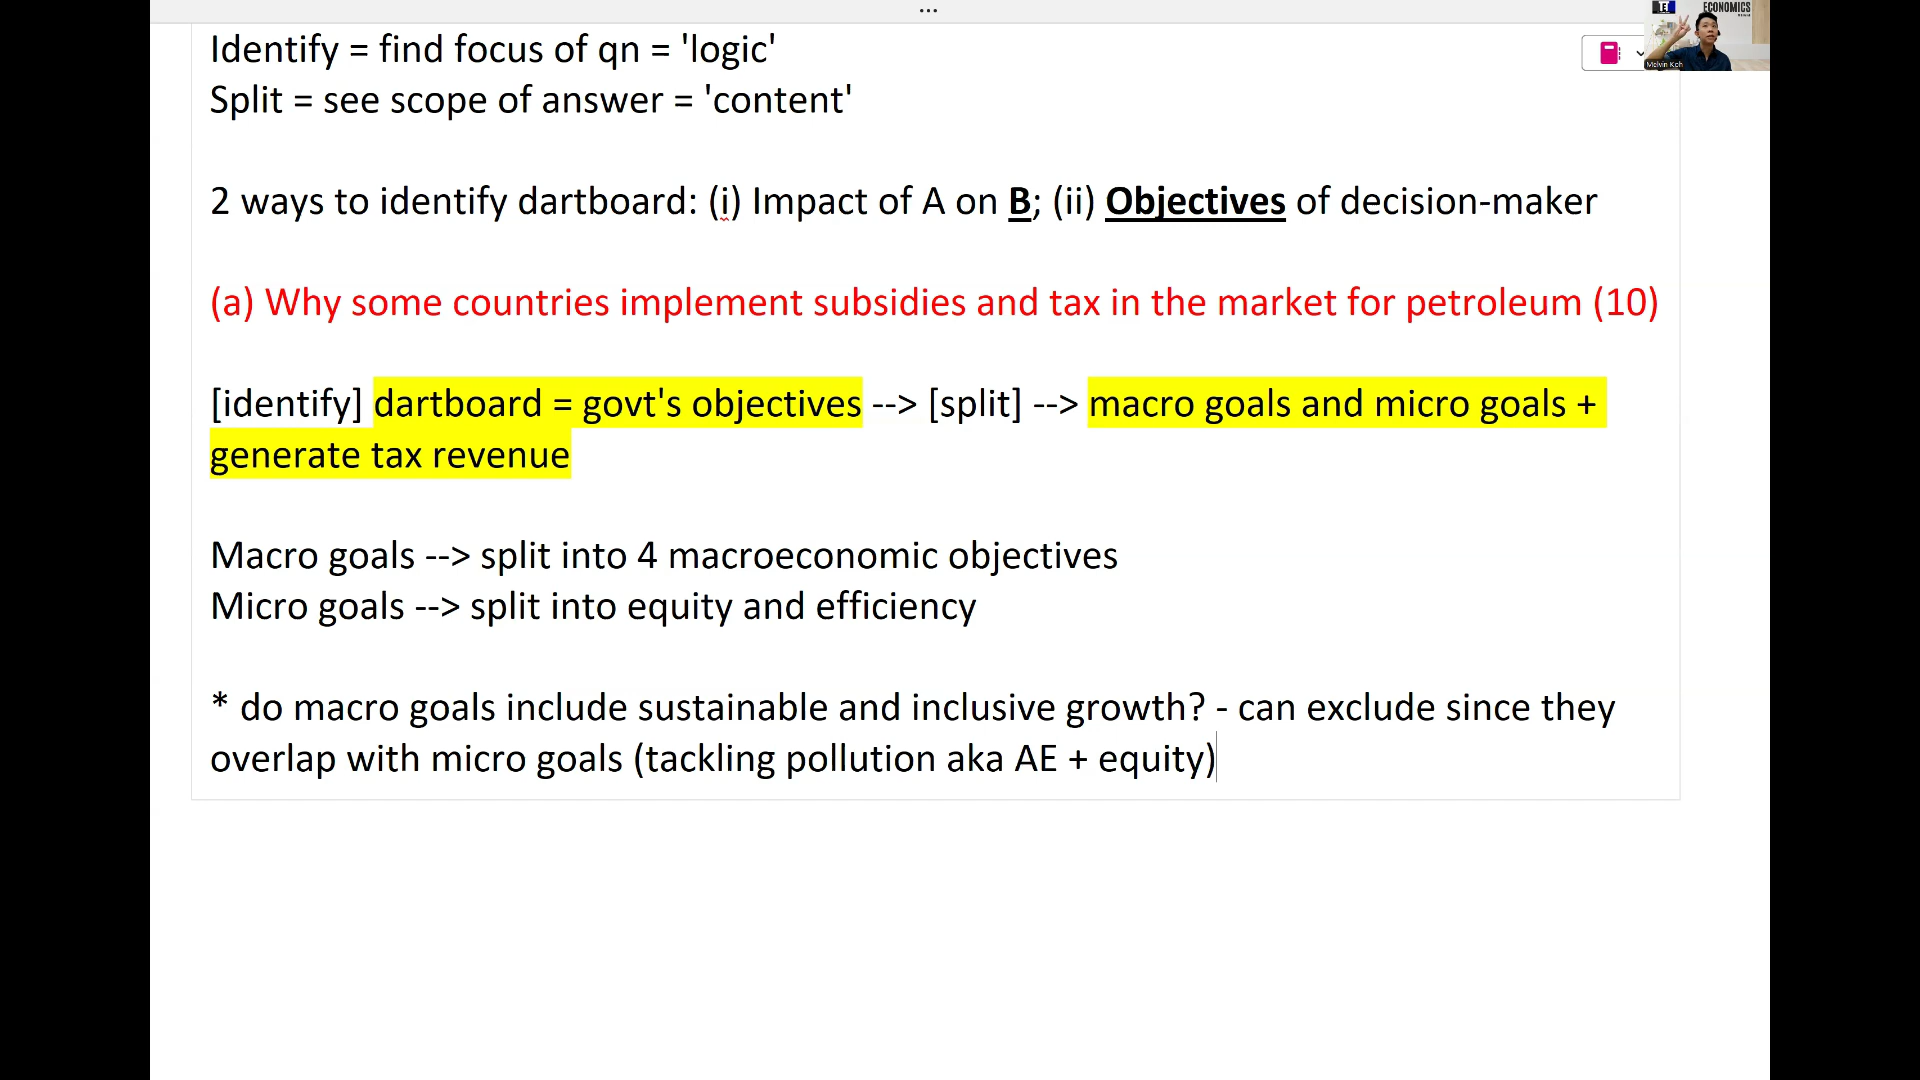 ...
ECONOMICS
Identify = find focus of qn = 'logic'
Melvin Koh
Split = see scope of answer = 'content'
2 ways to identify dartboard: (i) Impact of A on B; (ii) Objectives of decision-maker
(a) Why some countries implement subsidies and tax in the market for petroleum (10)
[identify] dartboard = govt's objectives --> [split] --> macro goals and micro goals +
generate tax revenue
Macro goals --> split into 4 macroeconomic objectives
Micro goals --> split into equity and efficiency
* do macro goals include sustainable and inclusive growth? - can exclude since they
overlap with micro goals (tackling pollution aka AE + equity)